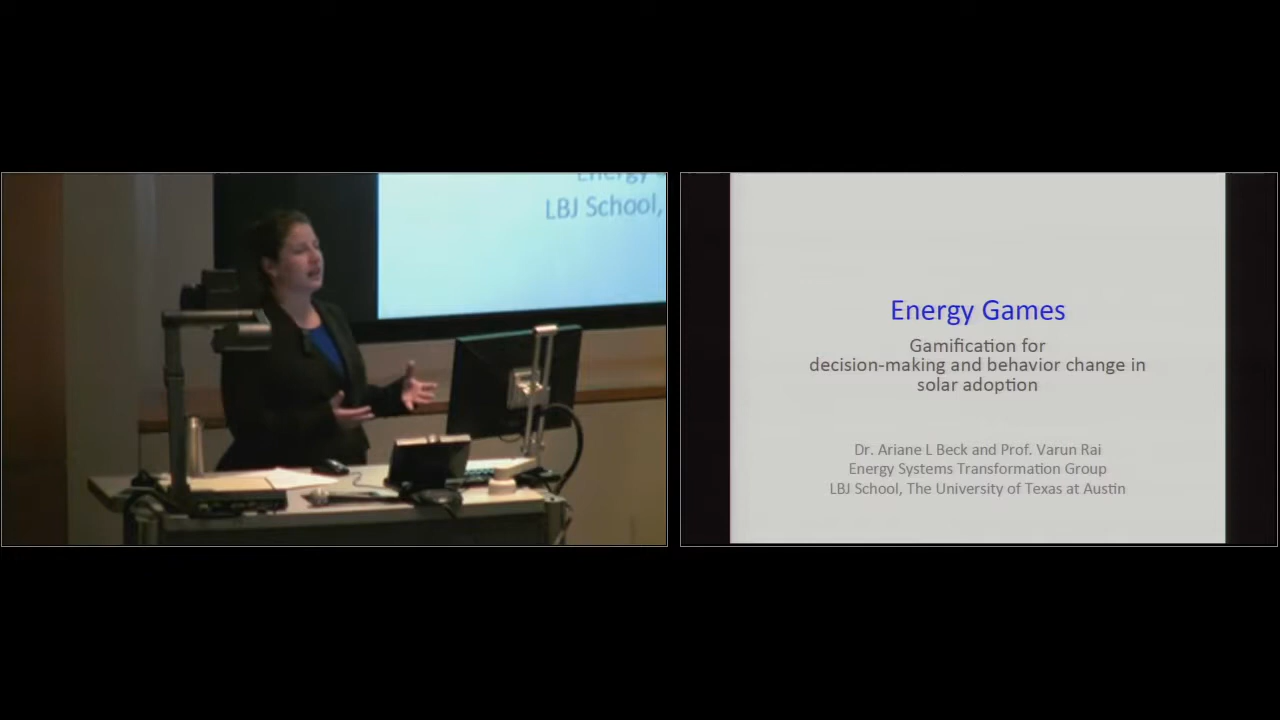 Energy
LBJ School,
Energy Games
Gamification for
decision-making and behavior change in
solar adoption
Dr. Ariane L Beck and Prof. Varun Rai
Energy Systems Transformation Group
LBJ School, The University of Texas at Austin